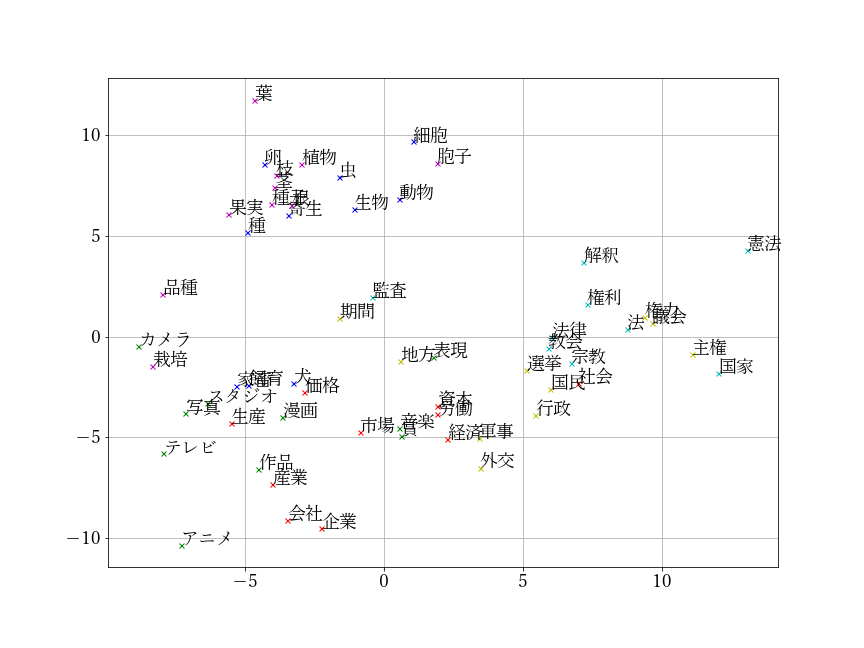 葉
10
細胞
胞子
卵
植物
枝
虫
茎
動物
生物
果実
寄生
種
5
憲法
解釈
品種
監査
権利
期間
権力
議会
法
法律
0
カメラ
教会
主権
地方
表現
宗教
栽培
選挙
国家
社会
犬
飼育
国民
価格
スタジオ
資本
写真
漫画
労働
行政
生産
音楽
市場
経済
軍事
−5
テレビ
外交
作品
産業
会社
企業
−10
アニメ
−5
0
5
10